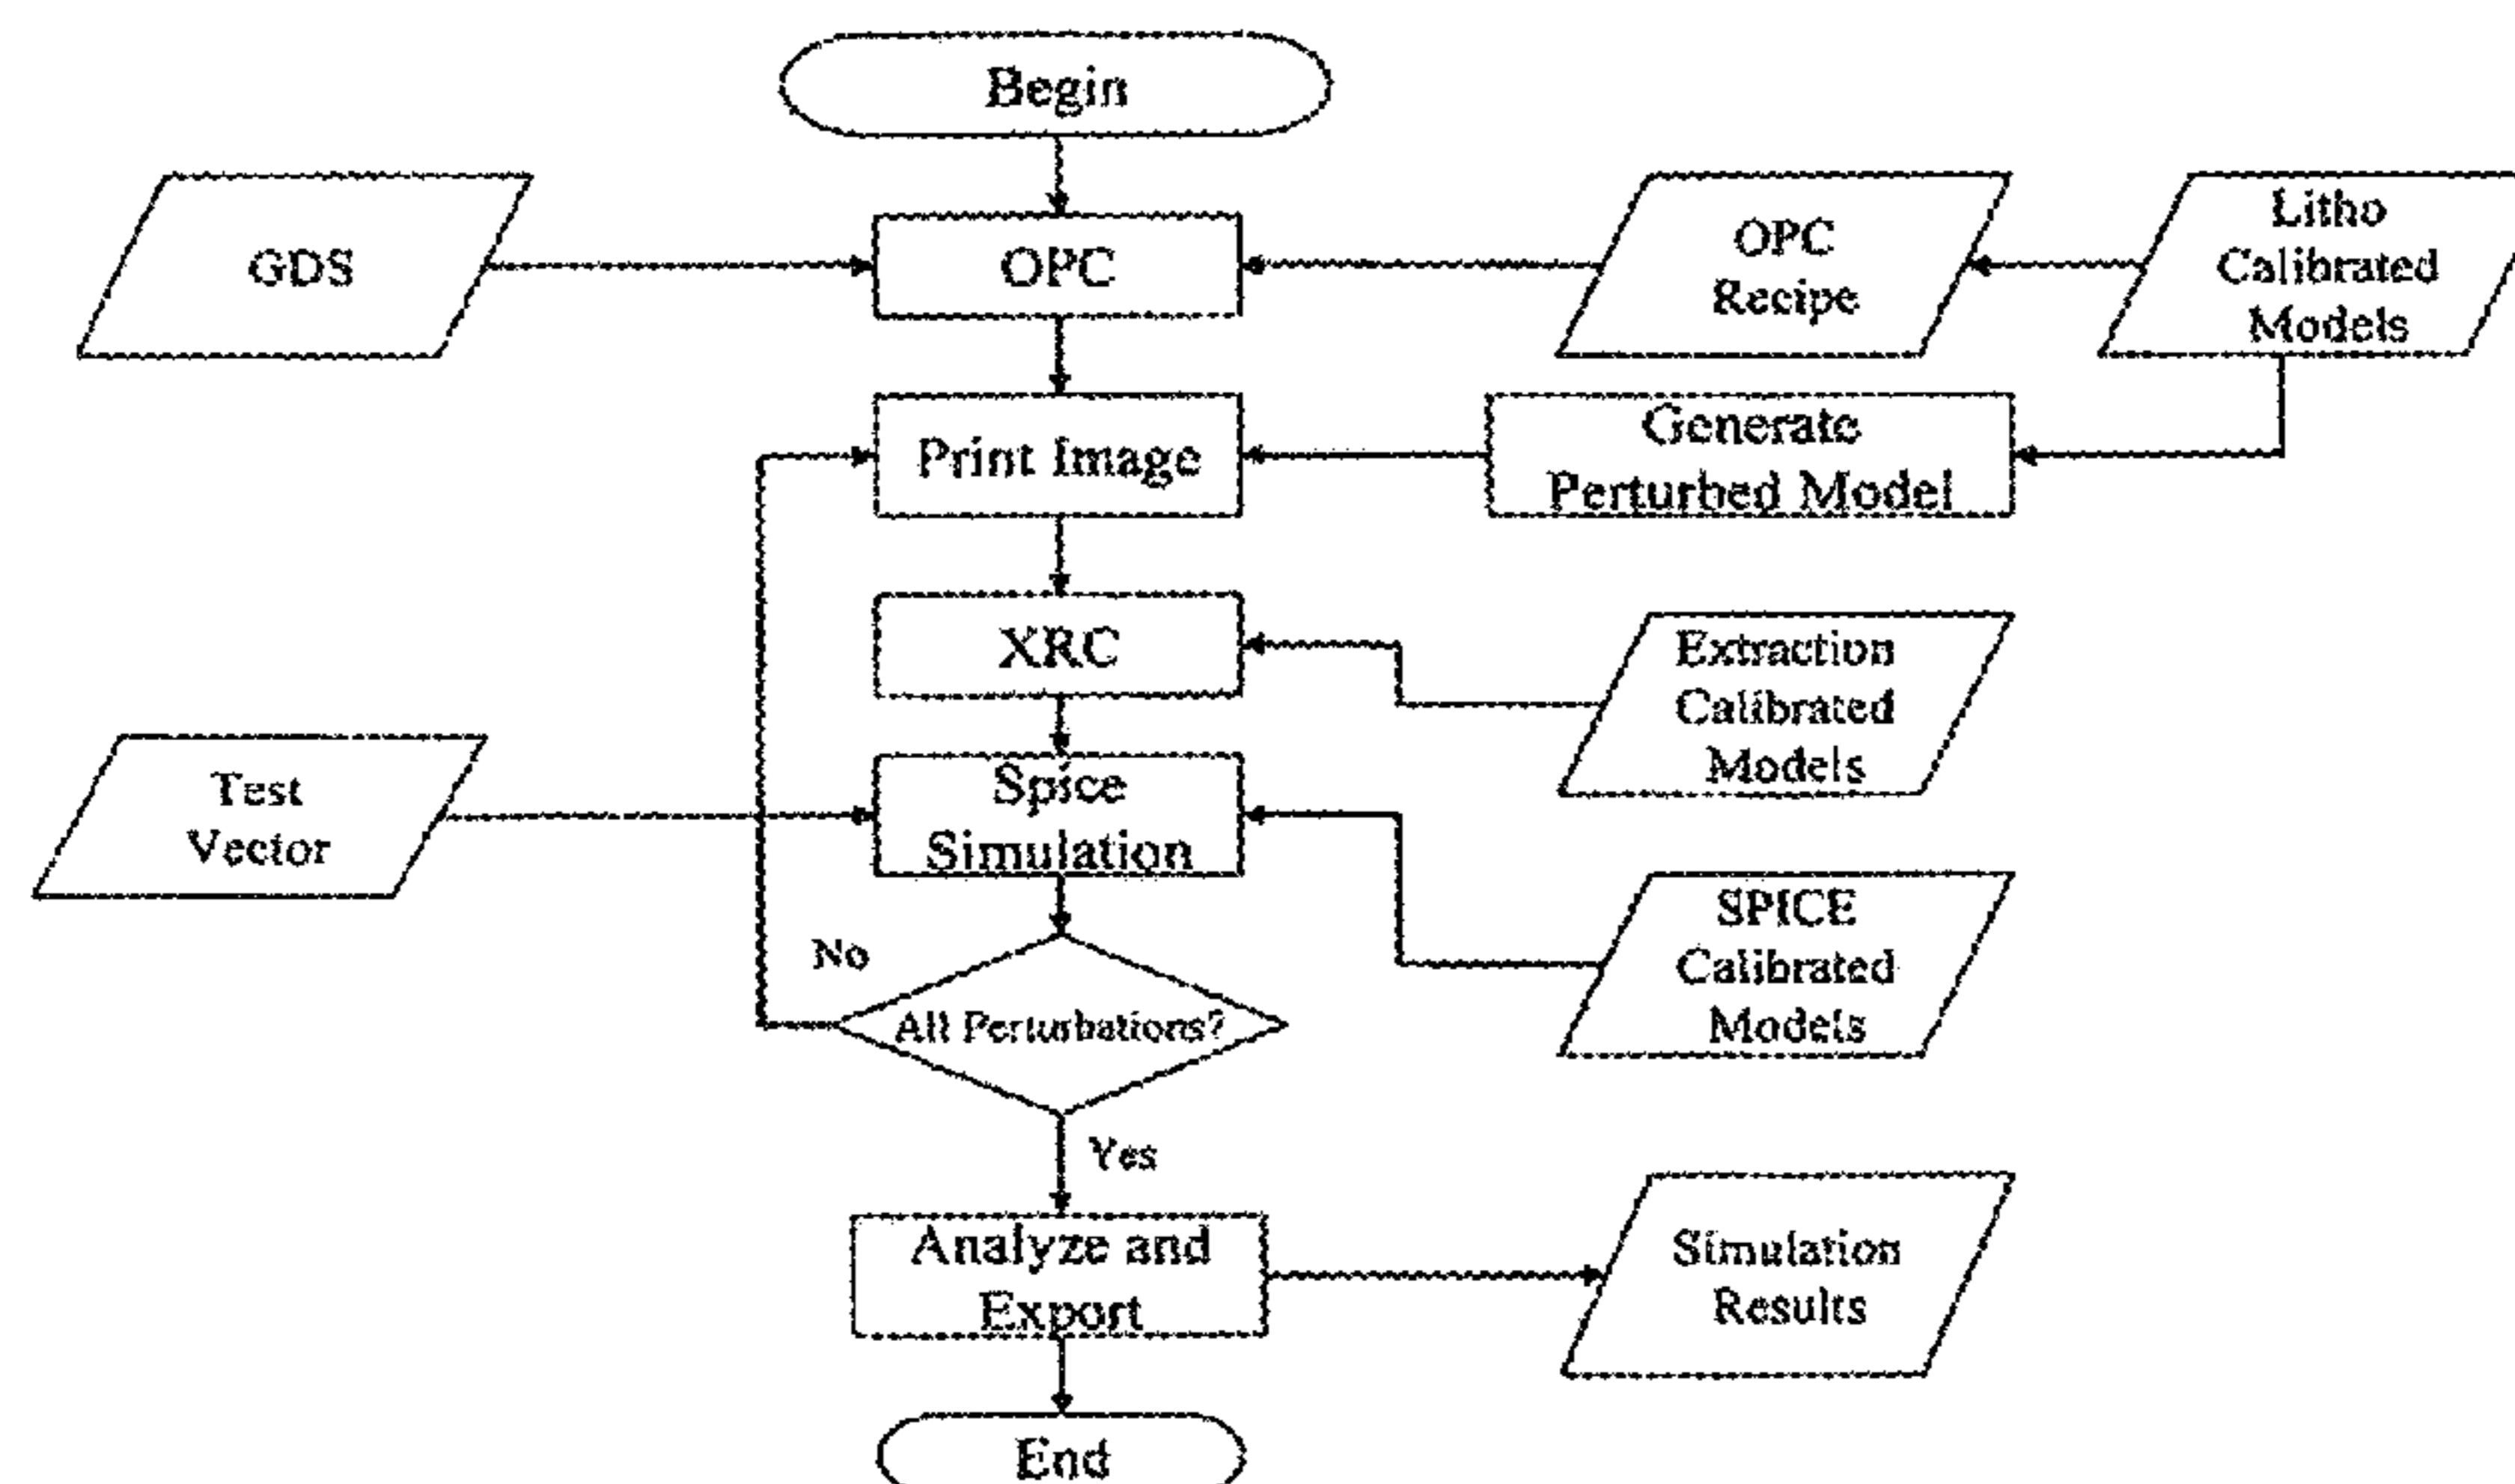 Begin
GDS
OPC
OPC
Recipe
Litho
Calibrated
Models
Print Image
Generate
Perturbed Model
XRC
Extraction
Calibrated
Models
Test
Vector
Spice
Simulation
SPICE
Calibrated
Models
No
All Perturbations?
Yes
Analyze and
Export
Simulation
Results
End